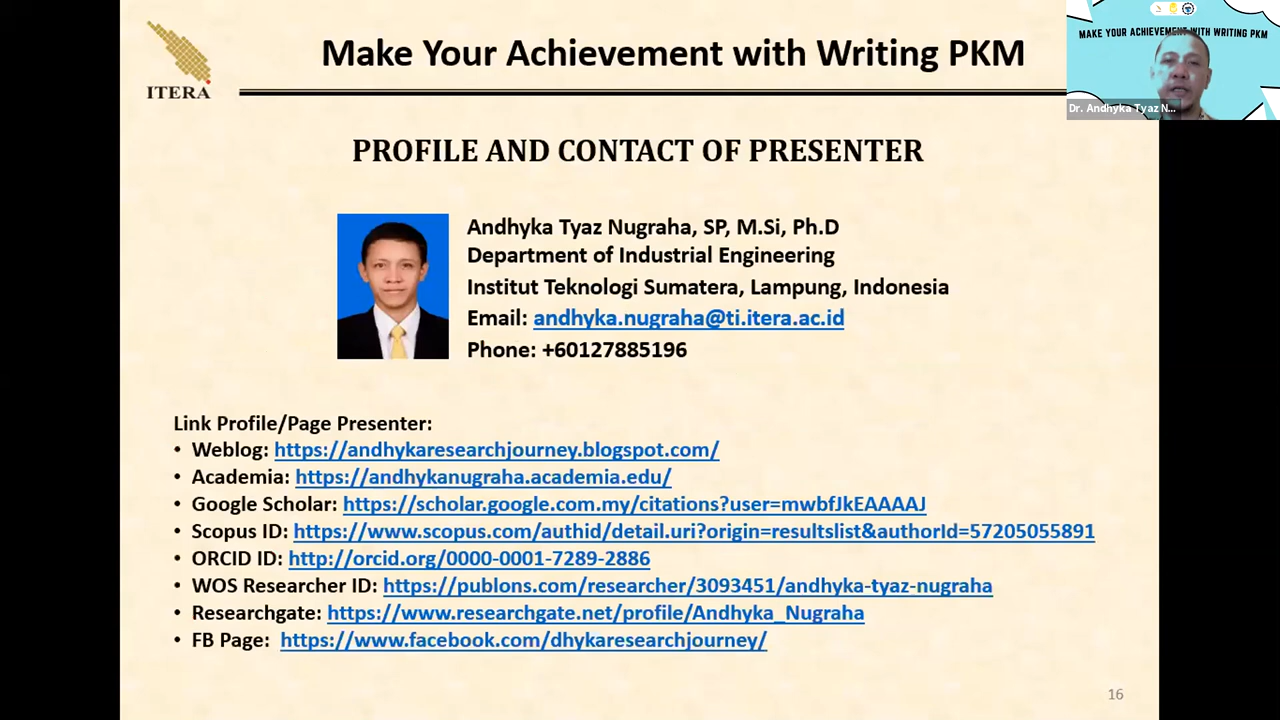 ITERA
Make Your Achievement with Writing PKM
MAKE YOUR ACHIEVEMENT WITH WRITING PKM
Dr. Andhyka Tyaz N...
PROFILE AND CONTACT OF PRESENTER
Andhyka Tyaz Nugraha, SP, M.Si, Ph.D
Department of Industrial Engineering
Institut Teknologi Sumatera, Lampung, Indonesia
Email: andhyka.nugraha@ti.itera.ac.id
Phone: +60127885196
Link Profile/Page Presenter:
• Weblog: https://andhykaresearchjourney.blogspot.com/
• Academia: https://andhykanugraha.academia.edu/
• Google Scholar: https://scholar.google.com.my/citations?user=mwbfJkEAAAAJ
• Scopus ID: https://www.scopus.com/authid/detail.uri?origin=resultslist&authorId=57205055891
• ORCID ID: http://orcid.org/0000-0001-7289-2886
• WOS Researcher ID: https://publons.com/researcher/3093451/andhyka-tyaz-nugraha
• Researchgate: https://www.researchgate.net/profile/Andhyka_Nugraha
• FB Page: https://www.facebook.com/dhykaresearchjourney/
16